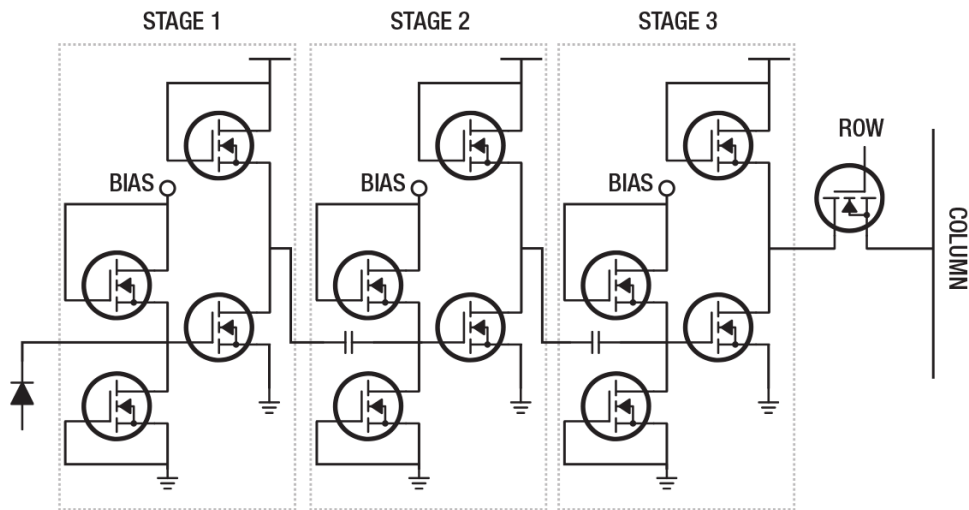 STAGE 1
STAGE 2
STAGE 3
ROW
BIAS
BIAS
BIAS
COLUMN